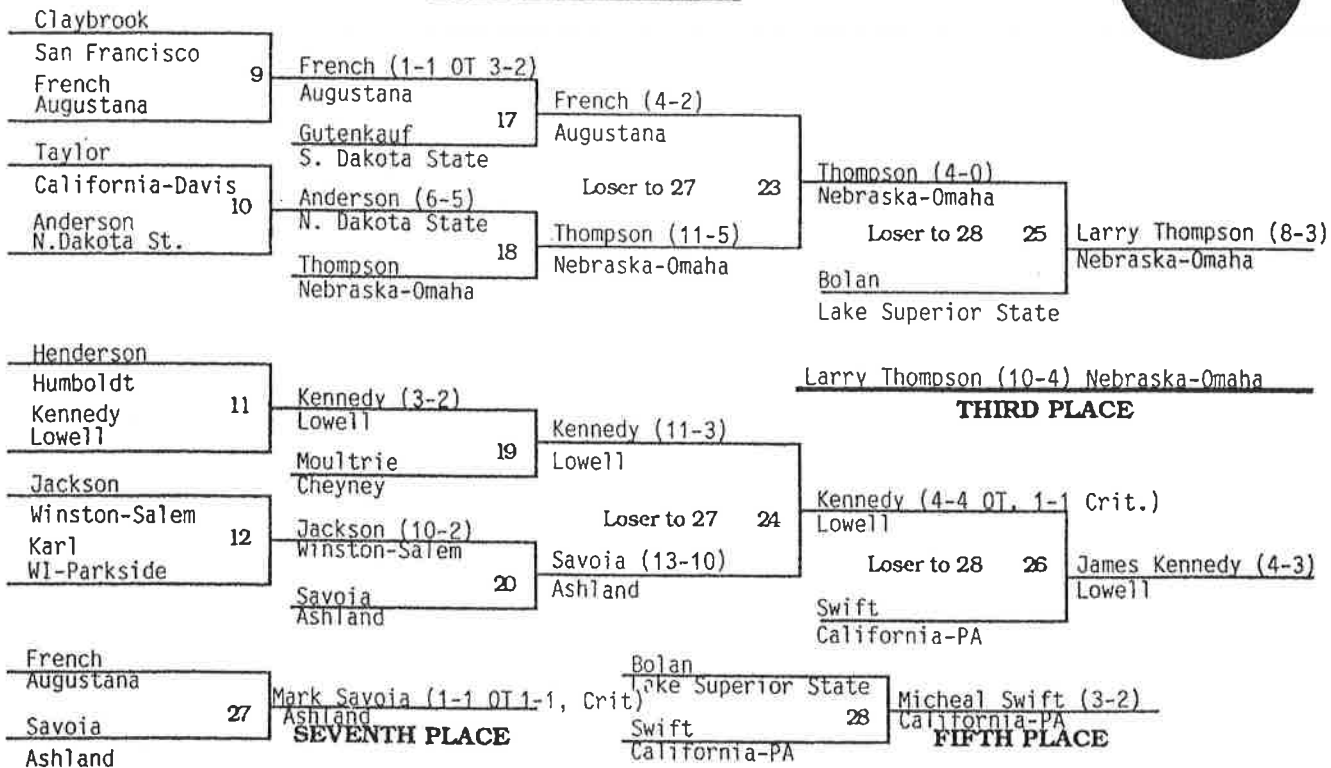 Claybrook
San Francisco
French
Augustana
9
French (1-1 OT 3-2)
Augustana
Gutenkauf
S. Dakota State
17
French (4-2)
Augustana
Taylor
California-Davis
Anderson
N.Dakota St.
10
Anderson (6-5)
N. Dakota State
Thompson
Nebraska-Omaha
18
Thompson (11-5)
Nebraska-Omaha
Loser to 27 23
Thompson (4-0)
Nebraska-Omaha
Loser to 28 25
Bolan
Lake Superior State
Larry Thompson (8-3)
Nebraska-Omaha
Larry Thompson (10-4) Nebraska-Omaha
THIRD PLACE
Henderson
Humboldt
Kennedy
Lowell
11
Kennedy (3-2)
Lowell
Moultrie
Cheyney
19
Kennedy (11-3)
Lowell
Jackson
Winston-Salem
Karl
WI-Parkside
12
Jackson (10-2)
Winston-Salem
Savoia
Ashland
20
Savoia (13-10)
Ashland
Loser to 27 24
Kennedy (4-4 OT, 1-1 Crit.)
Lowell
Loser to 28 26
Swift
California-PA
James Kennedy (4-3)
Lowell
French
Augustana
27
Savoia
Ashland
Mark Savoia (1-1 OT 1-1, Crit)
Ashland
SEVENTH PLACE
Bolan
Lake Superior State
28
Swift
California-PA
Micheal Swift (3-2)
California-PA
FIFTH PLACE